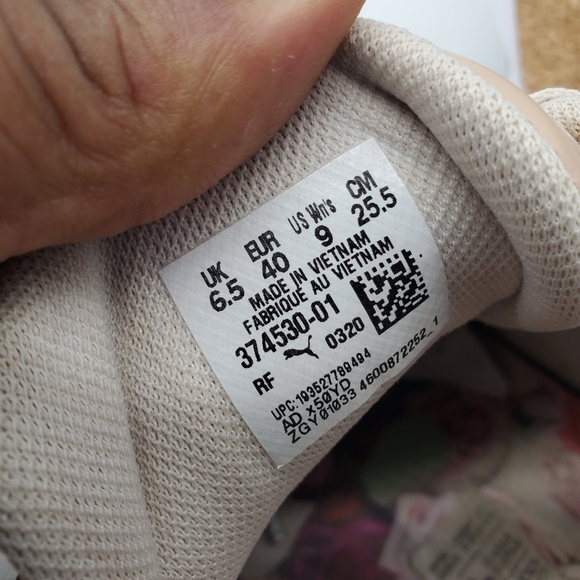 UK EUR US Wn's CM
6.5 40 9 25.5
MADE IN VIETNAM
FABRIQUÉ AU VIETNAM
374530-01
0320
RF
UPC:193527789494
AD x50YD
ZGY01033 4600872252_1